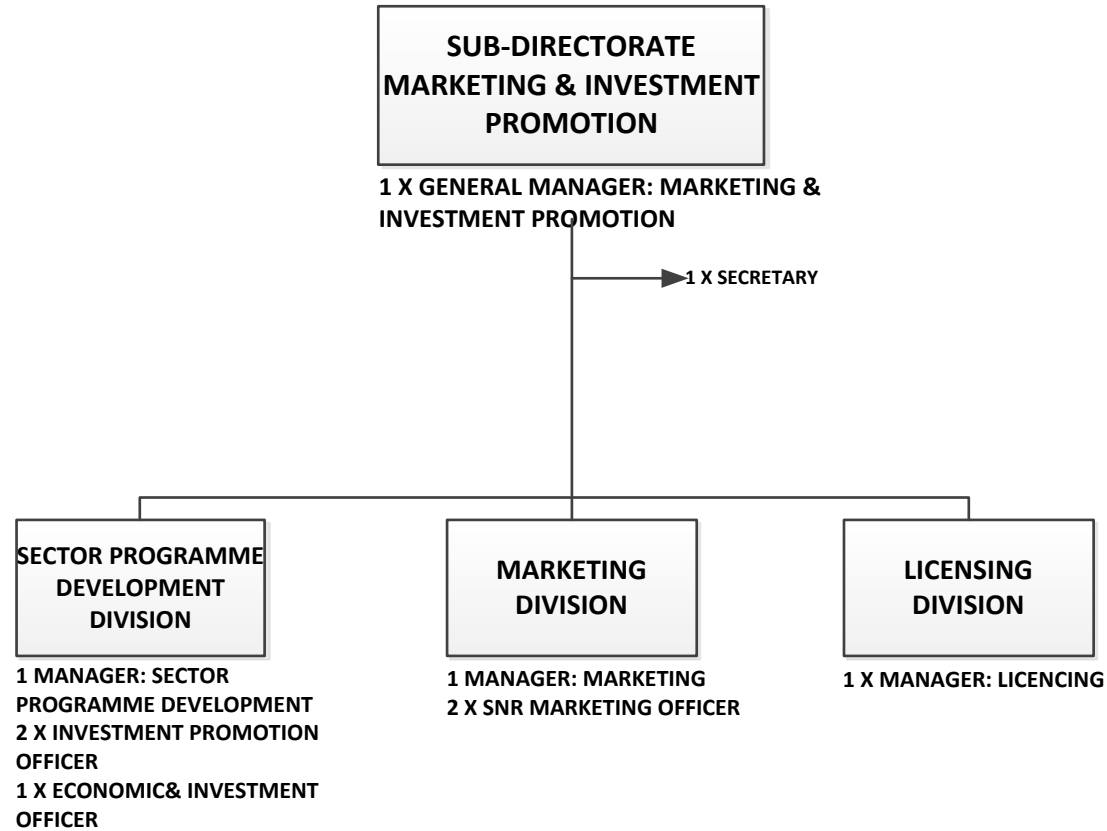 SUB-DIRECTORATE
MARKETING & INVESTMENT
PROMOTION
1 X GENERAL MANAGER: MARKETING &
INVESTMENT PROMOTION
1 X SECRETARY
SECTOR PROGRAMME
DEVELOPMENT
DIVISION
1 MANAGER: SECTOR
PROGRAMME DEVELOPMENT
2 X INVESTMENT PROMOTION
OFFICER
1 X ECONOMIC& INVESTMENT
OFFICER
MARKETING
DIVISION
1 MANAGER: MARKETING
2 X SNR MARKETING OFFICER
LICENSING
DIVISION
1 X MANAGER: LICENCING